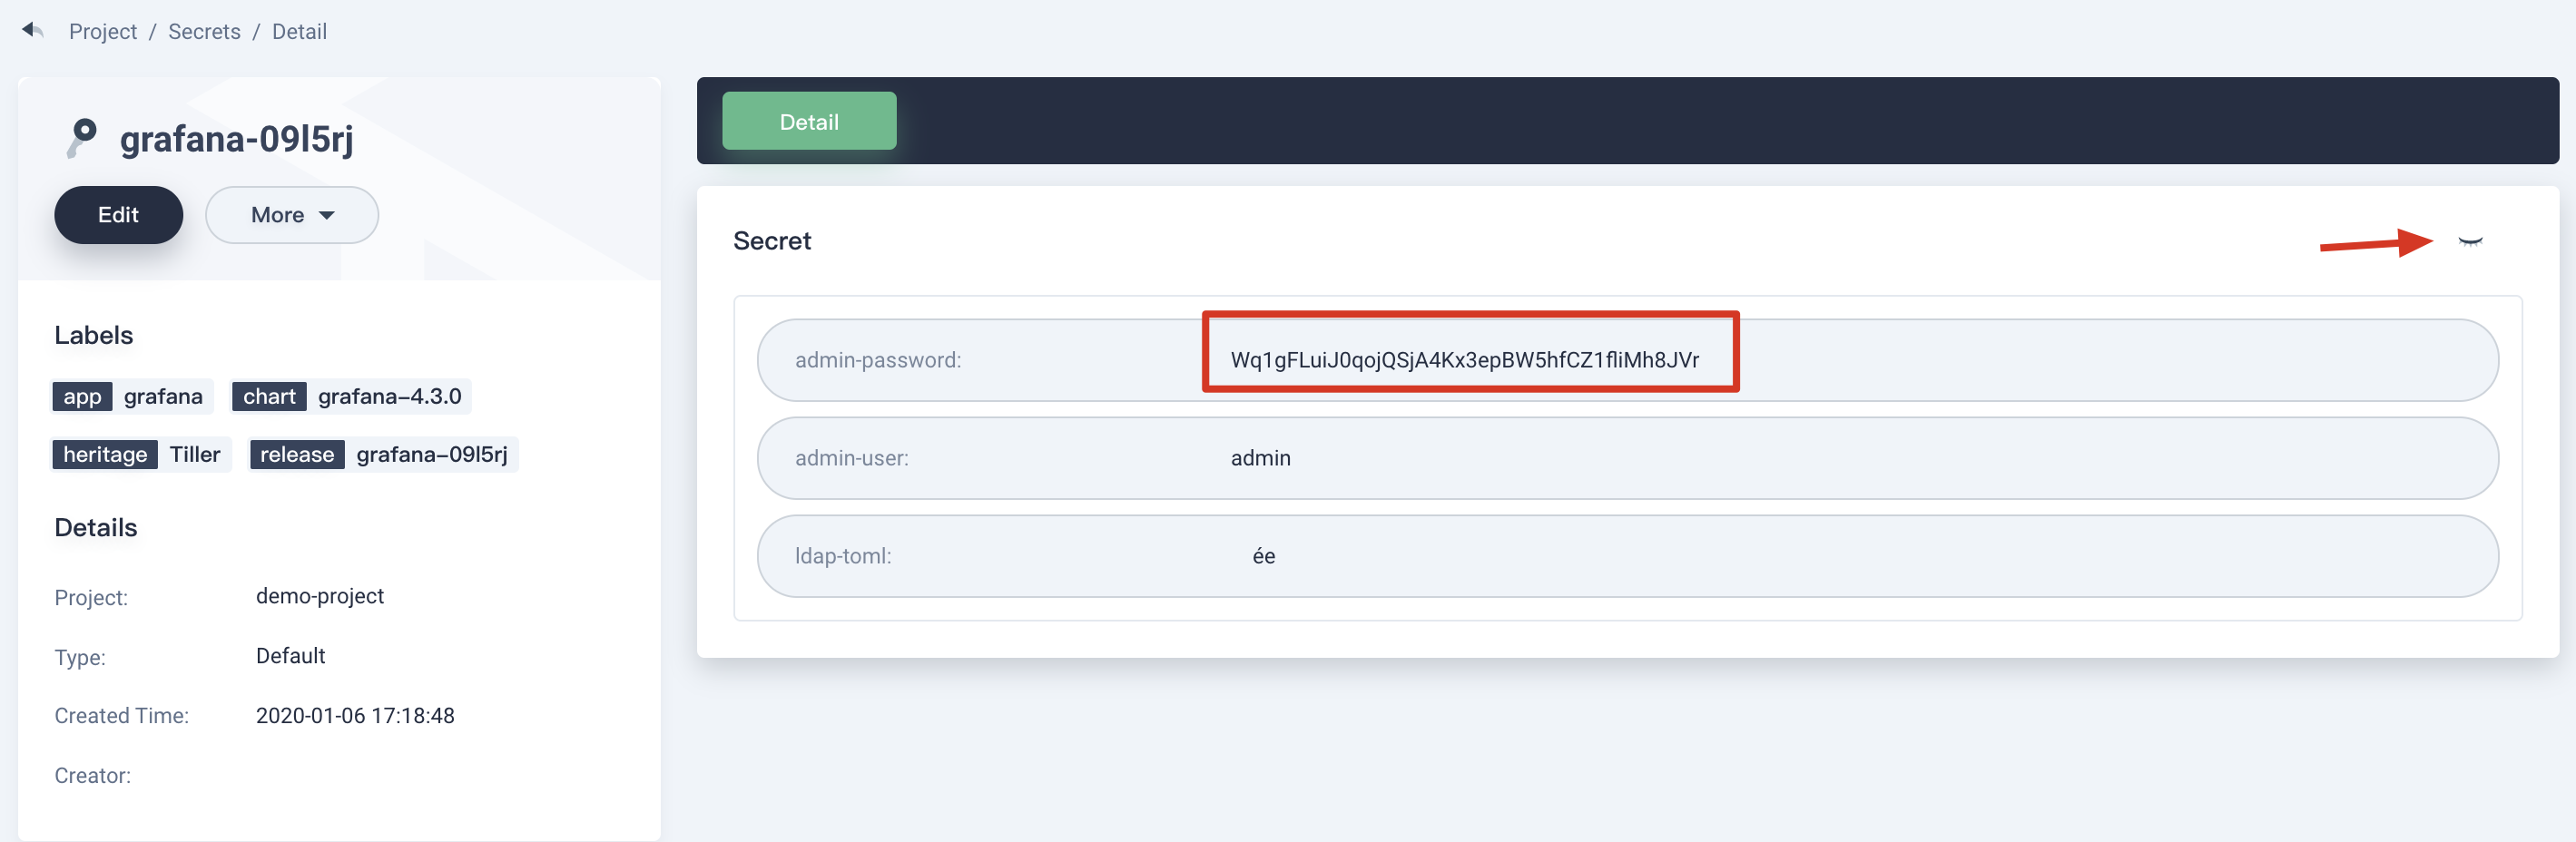 Project / Secrets / Detail
grafana-09l5rj
Edit
More
Labels
app grafana
chart grafana-4.3.0
heritage Tiller
release grafana-09l5rj
Details
Project: demo-project
Type: Default
Created Time: 2020-01-06 17:18:48
Creator:
Detail
Secret
admin-password: Wq1gFLuiJ0qojQSjA4Kx3epBW5hfCZ1fliMh8JVr
admin-user: admin
ldap-toml: ée